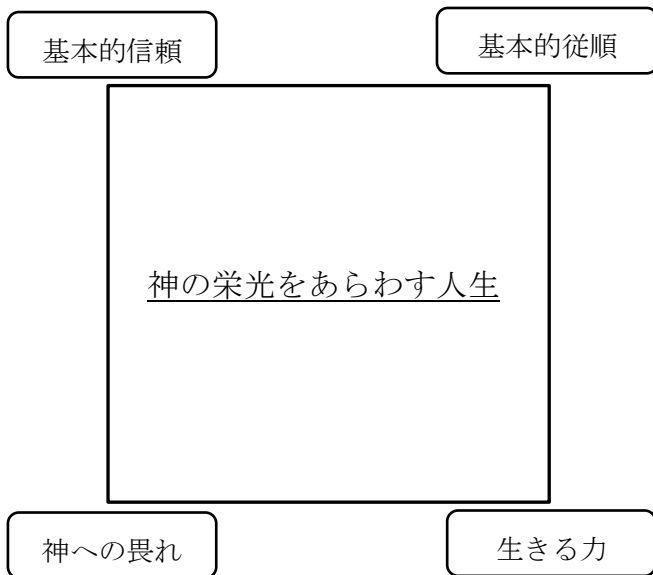 基本的信頼
基本的従順
神の栄光をあらわす人生
神への畏れ
生きる力